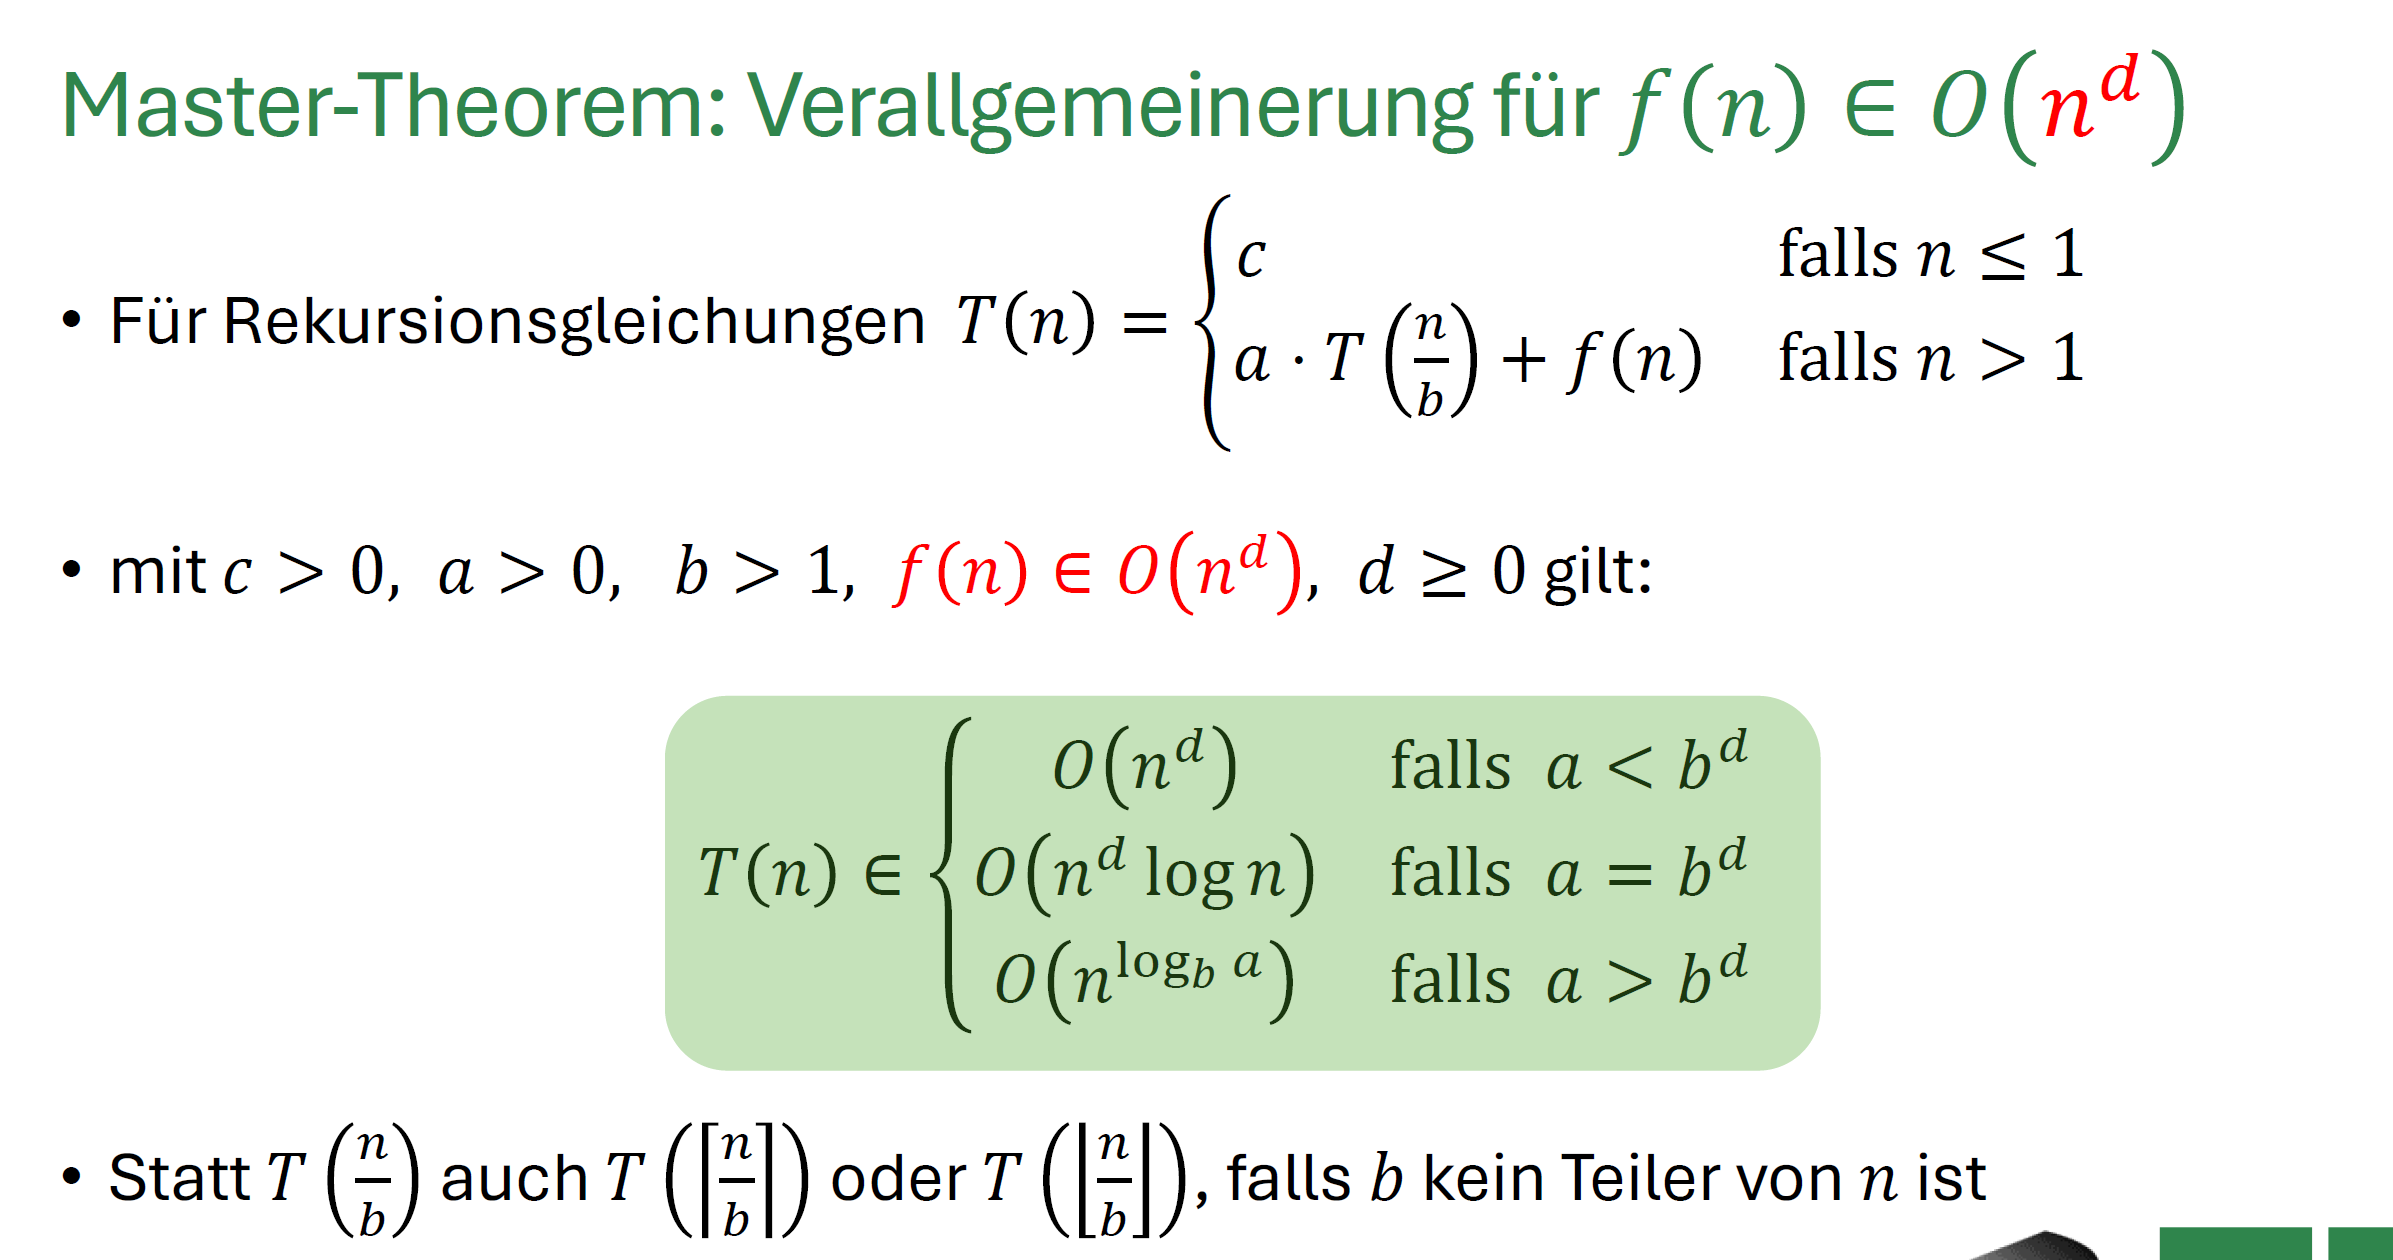 Master-Theorem: Verallgemeinerung für f(n) ∈ O(n^d)
• Für Rekursionsgleichungen T(n) = { c falls n ≤ 1
a · T(n/b) + f(n) falls n > 1
• mit c > 0, a > 0, b > 1, f(n) ∈ O(n^d), d ≥ 0 gilt:
T(n) ∈ { O(n^d) falls a < b^d
O(n^d log n) falls a = b^d
O(n^{log_b a}) falls a > b^d
• Statt T(n/b) auch T(⌈n/b⌉) oder T(⌊n/b⌋), falls b kein Teiler von n ist